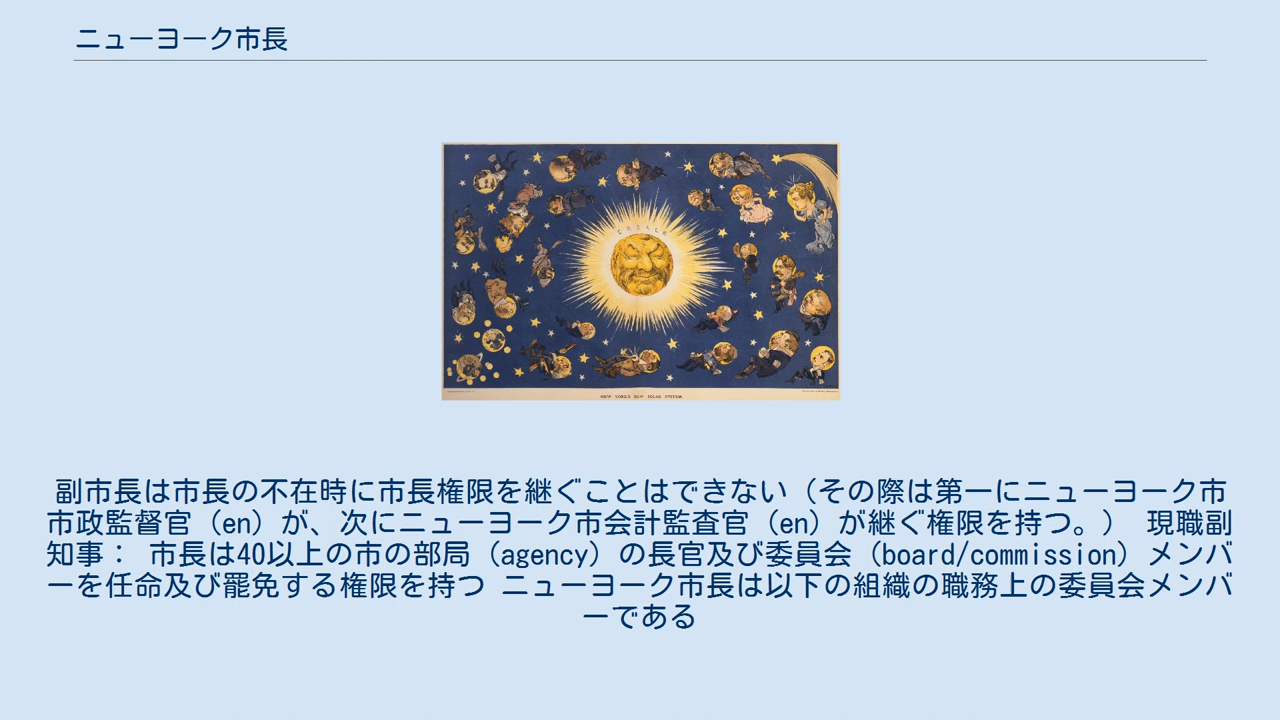 ニューヨーク市長
NEW YORK'S NEW SOLAR SYSTEM.
副市長は市長の不在時に市長権限を継ぐことはできない（その際は第一にニューヨーク市
市政監督官（en）が、次にニューヨーク市会計監査官（en）が継ぐ権限を持つ。） 現職副
知事： 市長は40以上の市の部局（agency）の長官及び委員会（board/commission）メンバ
ーを任命及び罷免する権限を持つ ニューヨーク市長は以下の組織の職務上の委員会メンバ
ーである